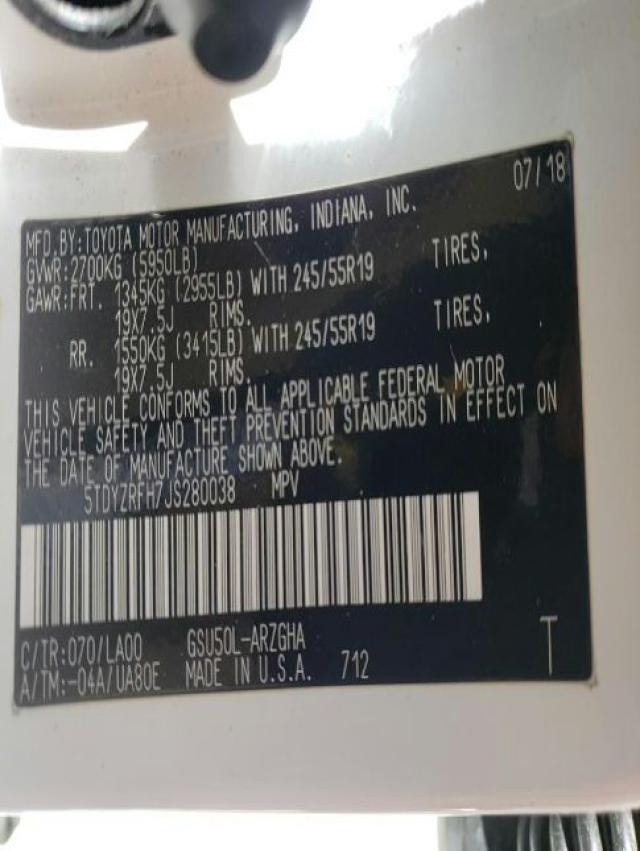 07/18
MFD.BY:TOYOTA MOTOR MANUFACTURING, INDIANA, INC.
GVWR:2700KG (5950LB)
GAWR:FRT. 1345KG (2955LB) WITH 245/55R19 TIRES,
19X7.5J RIMS.
RR. 1550KG (3415LB) WITH 245/55R19 TIRES,
19X7.5J RIMS.
THIS VEHICLE CONFORMS TO ALL APPLICABLE FEDERAL MOTOR
VEHICLE SAFETY AND THEFT PREVENTION STANDARDS IN EFFECT ON
THE DATE OF MANUFACTURE SHOWN ABOVE.
5TDYZRFH7JS280038 MPV
C/TR:070/LA00 GSU50L-ARZGHA
A/TM:-04A/UA80E MADE IN U.S.A. 712 T